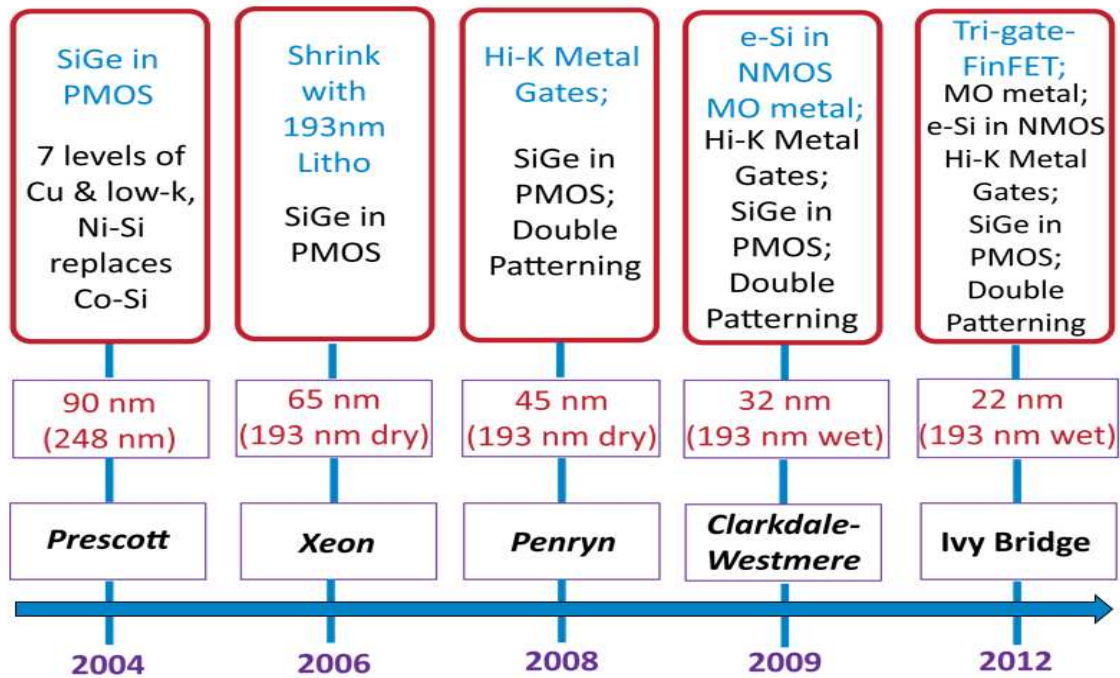 SiGe in
PMOS
7 levels of
Cu & low-k,
Ni-Si
replaces
Co-Si
Shrink
with
193nm
Litho
SiGe in
PMOS
Hi-K Metal
Gates;
SiGe in
PMOS;
Double
Patterning
e-Si in
NMOS
MO metal;
Hi-K Metal
Gates;
SiGe in
PMOS;
Double
Patterning
Tri-gate-
FinFET;
MO metal;
e-Si in NMOS
Hi-K Metal
Gates;
SiGe in
PMOS;
Double
Patterning
90 nm
(248 nm)
65 nm
(193 nm dry)
45 nm
(193 nm dry)
32 nm
(193 nm wet)
22 nm
(193 nm wet)
Prescott
Xeon
Penryn
Clarkdale-
Westmere
Ivy Bridge
2004
2006
2008
2009
2012